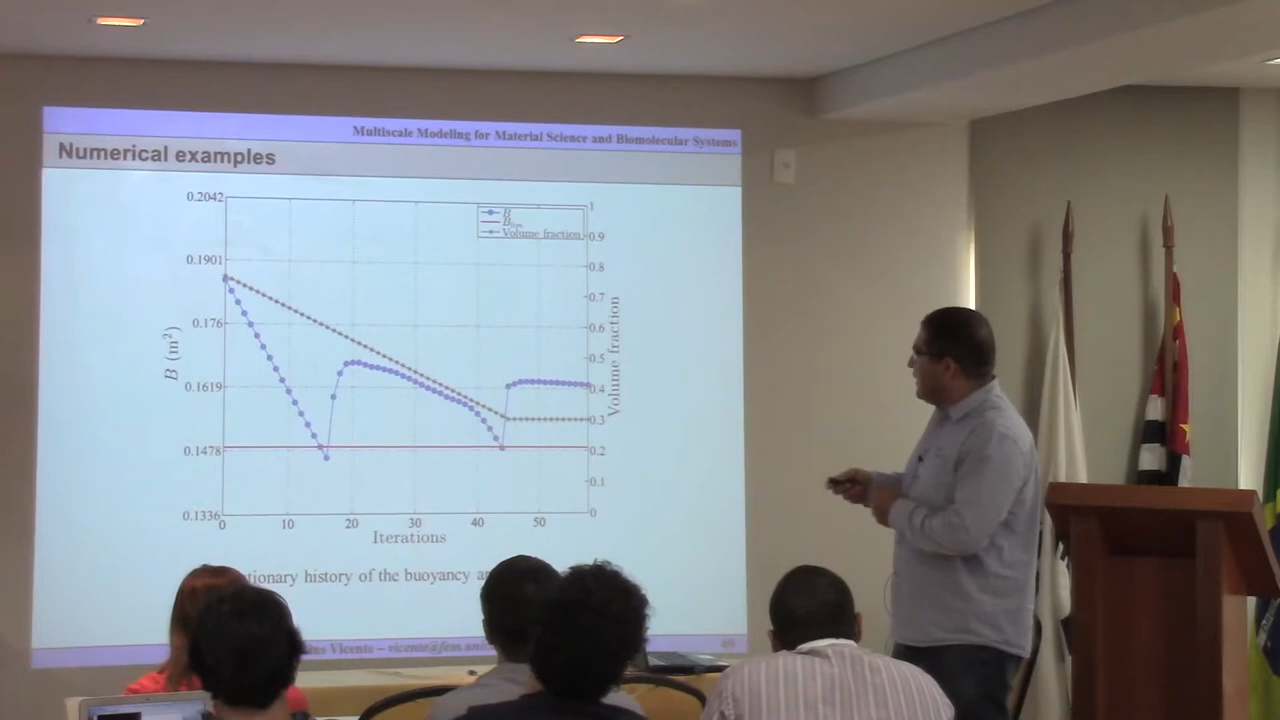 Multiscale Modeling for Material Science and Biomolecular Systems
Numerical examples
0.2042
0.1901
0.176
0.1619
0.1478
0.1336
B (m²)
B
Volume fraction
1
0.9
0.8
0.7
0.6
0.5
0.4
0.3
0.2
0.1
0
Volume fraction
0 10 20 30 40 50
Iterations
tionary history of the buoyancy
Vicente – vicente@fem.